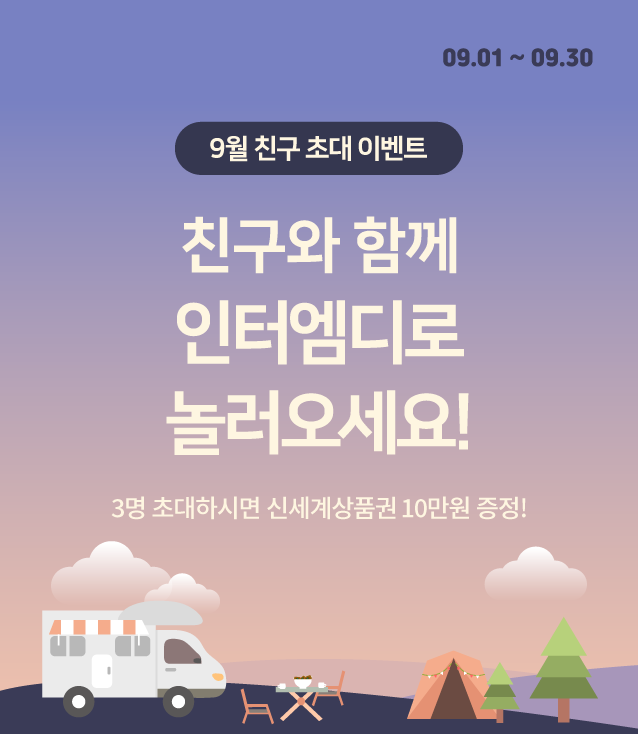 09.01 ~ 09.30
9월 친구 초대 이벤트
친구와 함께
인터엠디로
놀러오세요!
3명 초대하시면 신세계상품권 10만원 증정!